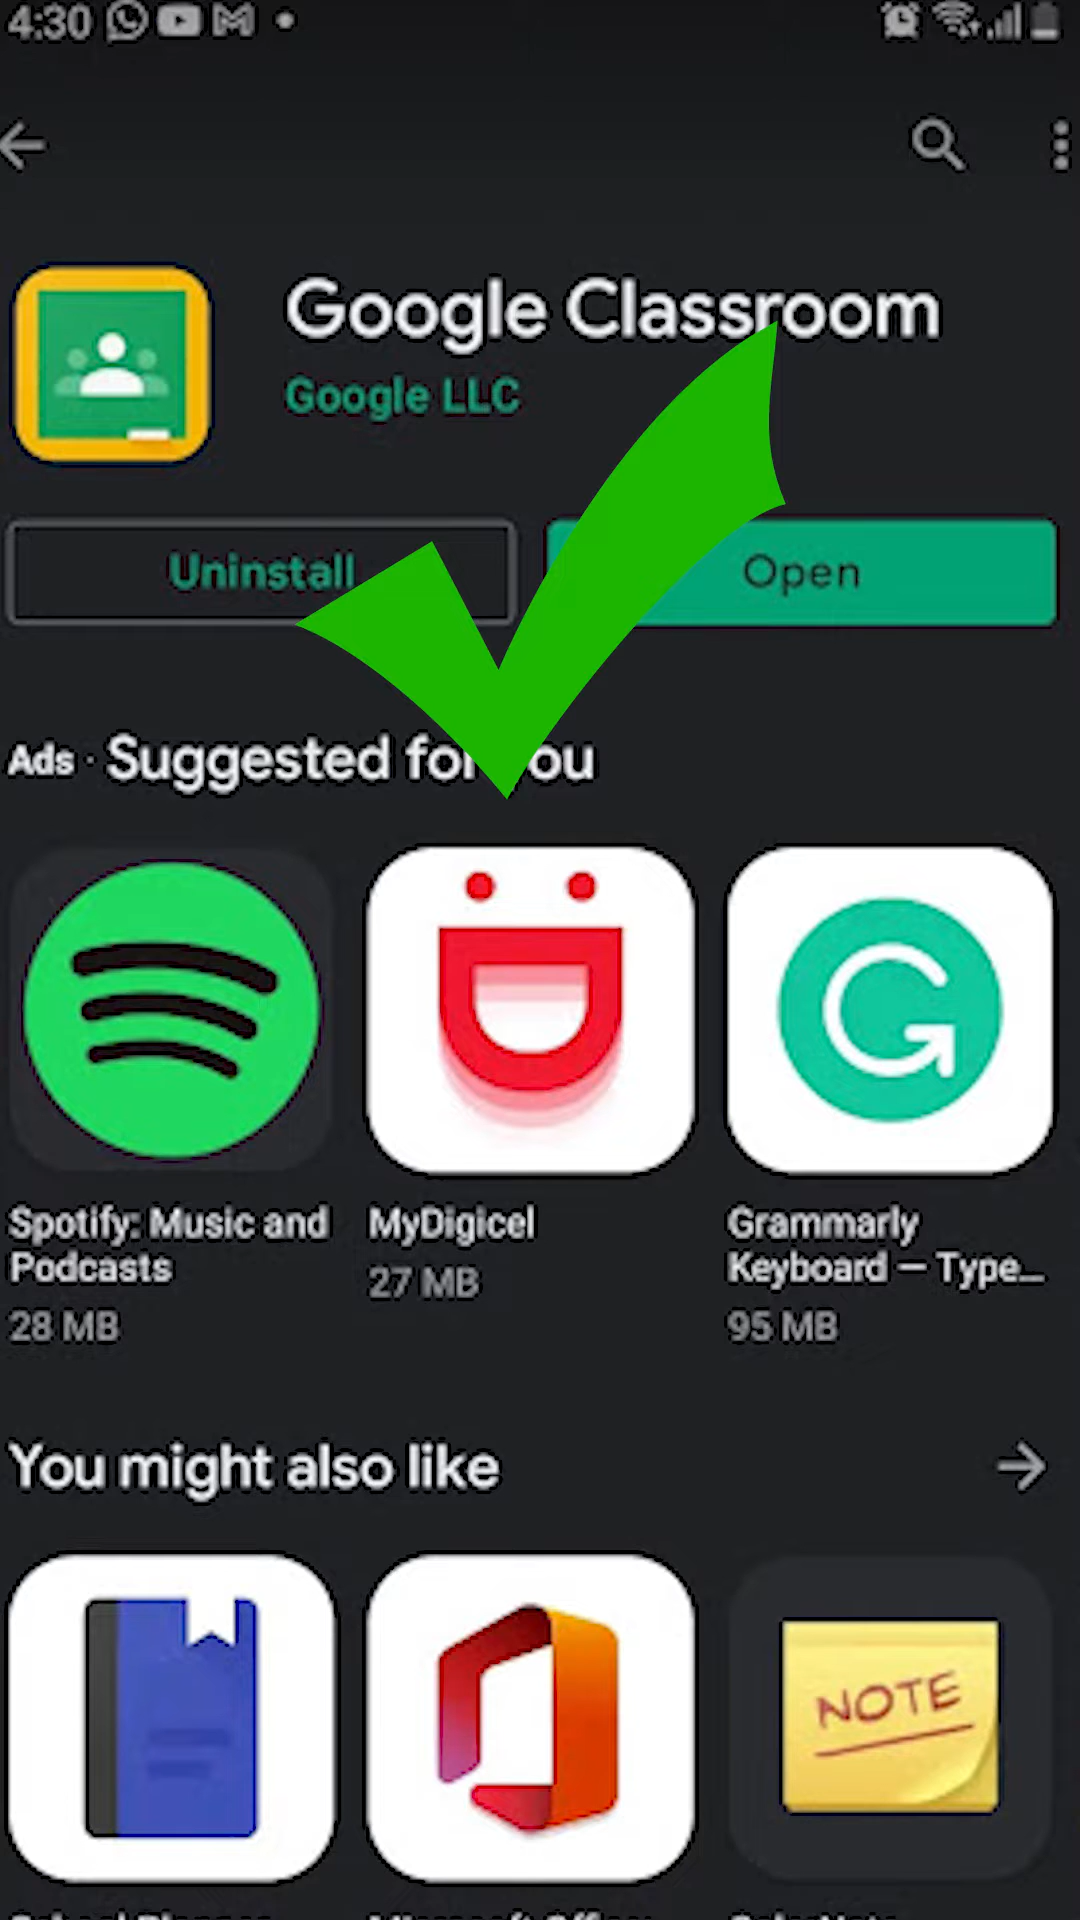 4:30
Google Classroom
Google LLC
Uninstall
Open
Ads · Suggested for ou
Spotify: Music and
Podcasts
28 MB
MyDigicel
27 MB
Grammarly
Keyboard — Type...
95 MB
You might also like
NOTE